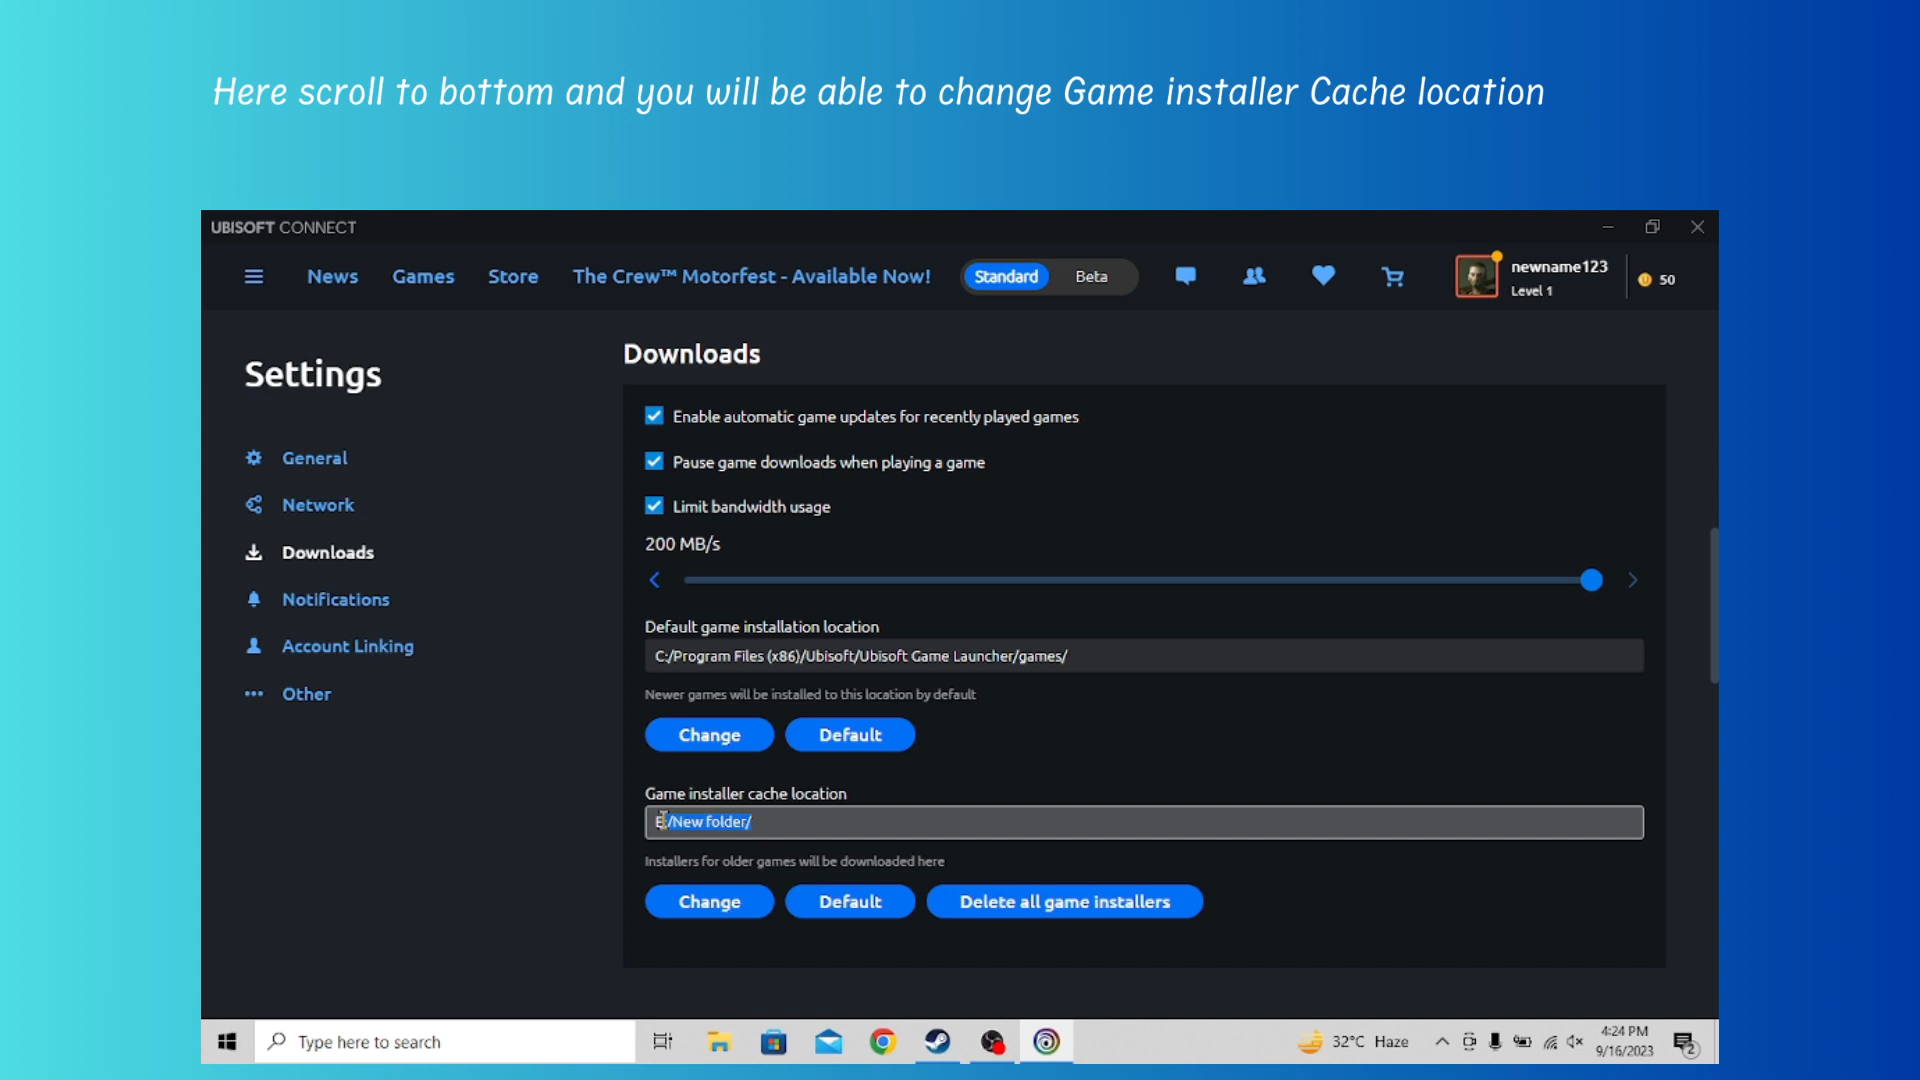 Here scroll to bottom and you will be able to change Game installer Cache location
UBISOFT CONNECT
News Games Store The Crew™ Motorfest - Available Now! Standard Beta newname123 Level 1 50
Settings
General
Network
Downloads
Notifications
Account Linking
Other
Downloads
Enable automatic game updates for recently played games
Pause game downloads when playing a game
Limit bandwidth usage
200 MB/s
Default game installation location
C:/Program Files (x86)/Ubisoft/Ubisoft Game Launcher/games/
Newer games will be installed to this location by default
Change Default
Game installer cache location
E:/New folder/
Installers for older games will be downloaded here
Change Default Delete all game installers
Type here to search 32°C Haze 4:24 PM
9/16/2023 2